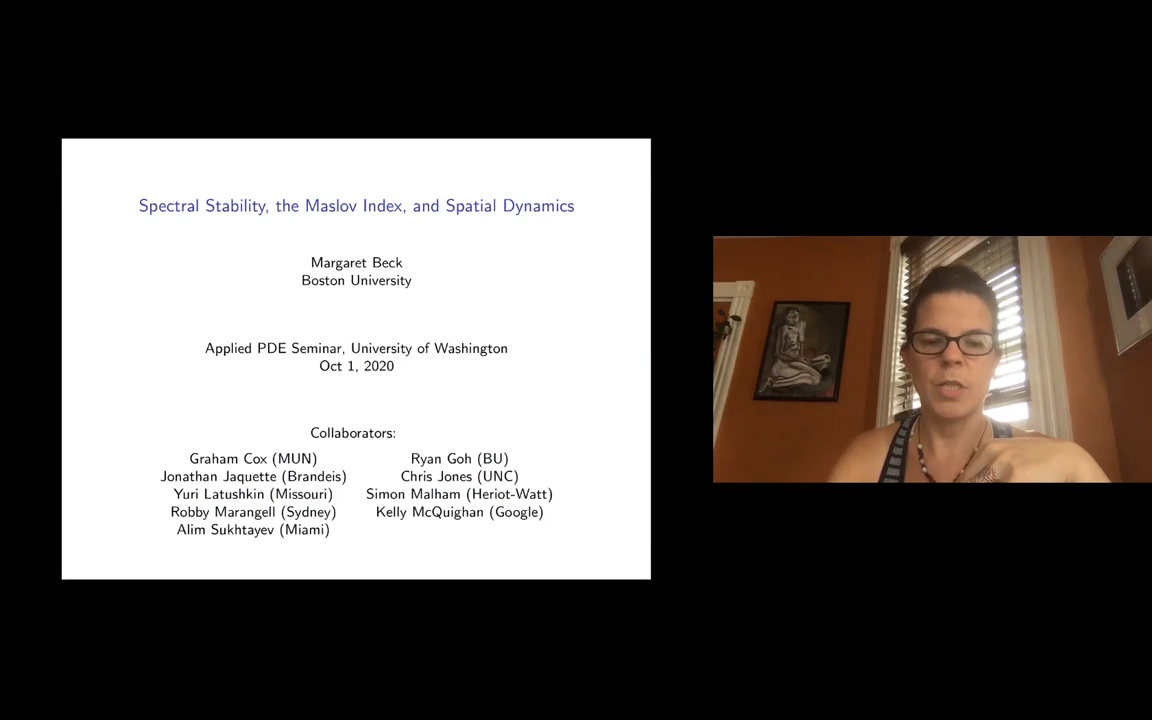 Spectral Stability, the Maslov Index, and Spatial Dynamics
Margaret Beck
Boston University
Applied PDE Seminar, University of Washington
Oct 1, 2020
Collaborators:
Graham Cox (MUN)
Jonathan Jaquette (Brandeis)
Yuri Latushkin (Missouri)
Robby Marangell (Sydney)
Alim Sukhtayev (Miami)
Ryan Goh (BU)
Chris Jones (UNC)
Simon Malham (Heriot-Watt)
Kelly McQuighan (Google)